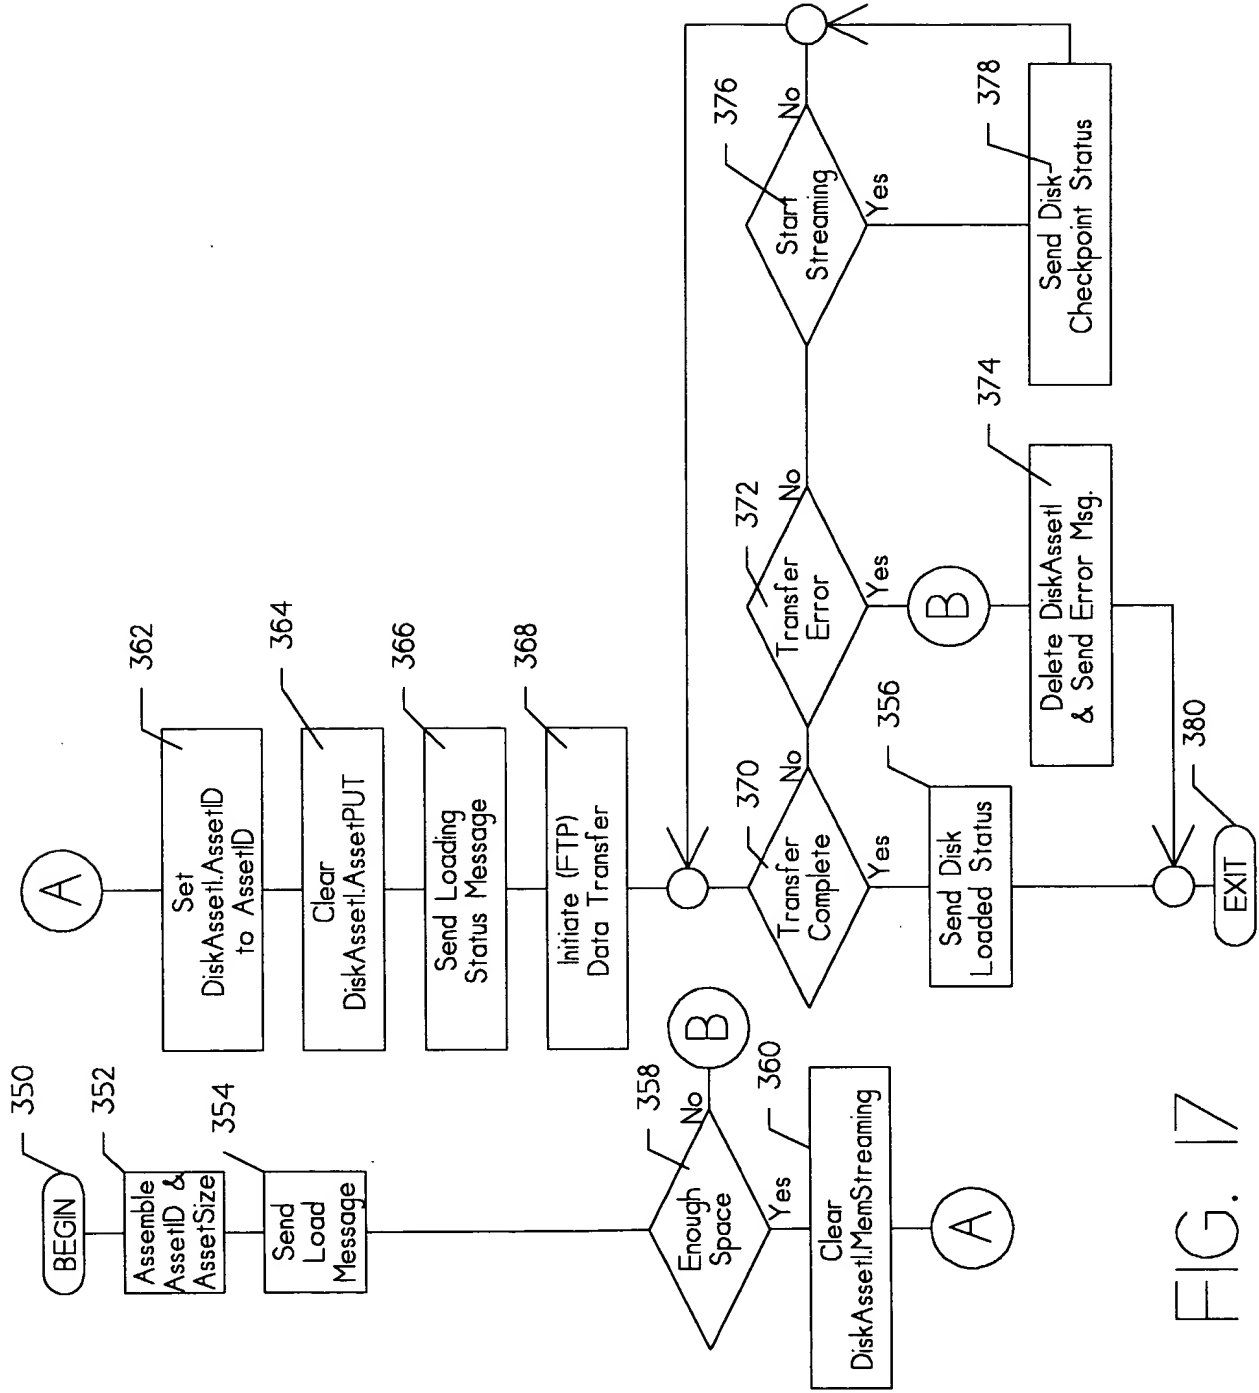 BEGIN
350
Assemble
AssetID &
AssetSize
352
Send
Load
Message
354
Enough
Space
358
No
B
Yes
Clear
DiskAssetI.MemStreaming
360
A
A
Set
DiskAssetI.AssetID
to AssetID
362
Clear
DiskAssetI.AssetPUT
364
Send Loading
Status Message
366
Initiate (FTP)
Data Transfer
368
Transfer
Complete
370
No
Yes
Send Disk
Loaded Status
356
Transfer
Error
372
No
Yes
B
Delete DiskAssetI
& Send Error Msg.
374
Start
Streaming
376
No
Yes
Send Disk-
Checkpoint Status
378
EXIT
380
FIG. 17